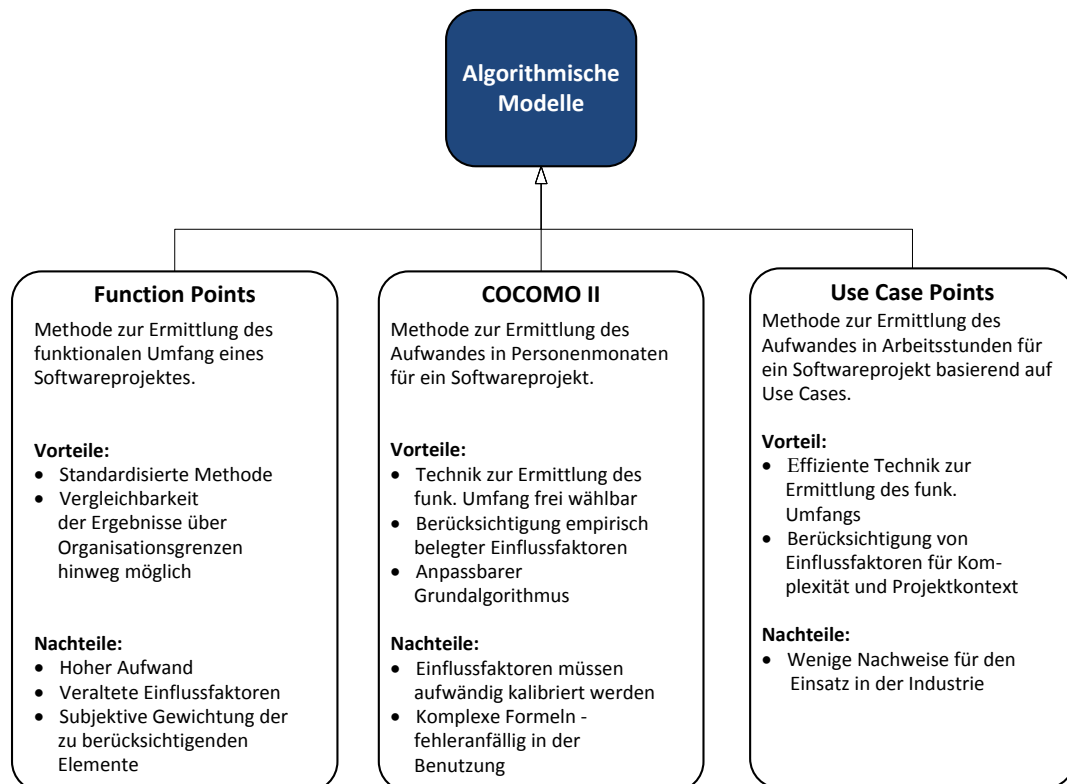 Algorithmische
Modelle
Function Points
Methode zur Ermittlung des
funktionalen Umfang eines
Softwareprojektes.
Vorteile:
• Standardisierte Methode
• Vergleichbarkeit
der Ergebnisse über
Organisationsgrenzen
hinweg möglich
Nachteile:
• Hoher Aufwand
• Veraltete Einflussfaktoren
• Subjektive Gewichtung der
zu berücksichtigenden
Elemente
COCOMO II
Methode zur Ermittlung des
Aufwandes in Personenmonaten
für ein Softwareprojekt.
Vorteile:
• Technik zur Ermittlung des
funk. Umfang frei wählbar
• Berücksichtigung empirisch
belegter Einflussfaktoren
• Anpassbarer
Grundalgorithmus
Nachteile:
• Einflussfaktoren müssen
aufwändig kalibriert werden
• Komplexe Formeln -
fehleranfällig in der
Benutzung
Use Case Points
Methode zur Ermittlung des
Aufwandes in Arbeitsstunden für
ein Softwareprojekt basierend auf
Use Cases.
Vorteil:
• Effiziente Technik zur
Ermittlung des funk.
Umfangs
• Berücksichtigung von
Einflussfaktoren für Kom-
plexität und Projektkontext
Nachteile:
• Wenige Nachweise für den
Einsatz in der Industrie